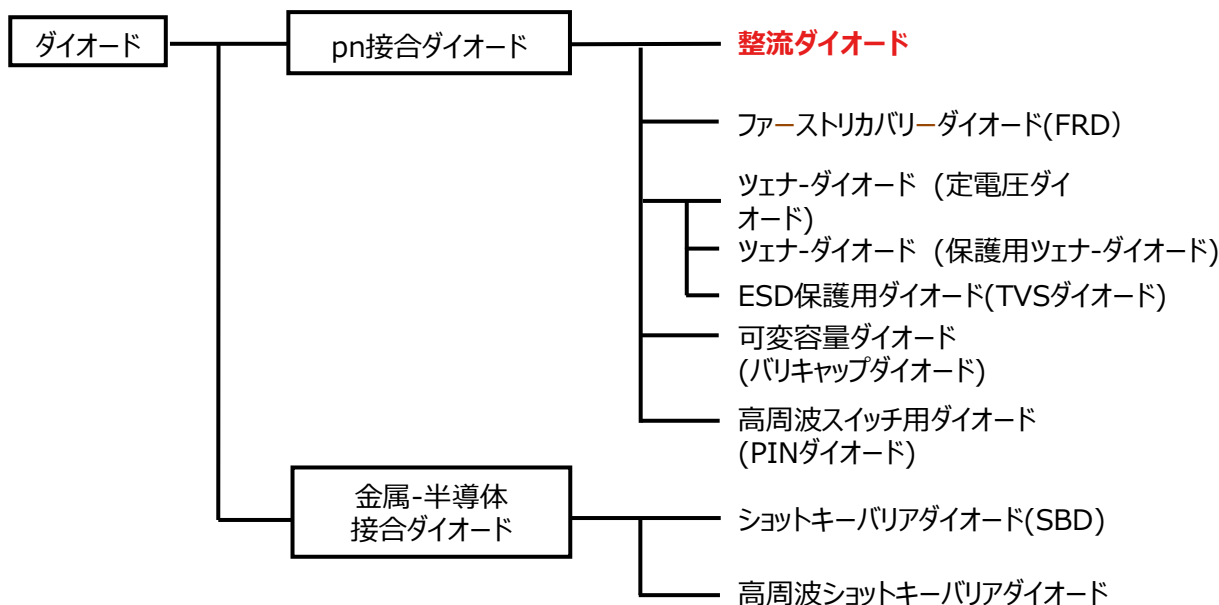 ダイオード
pn接合ダイオード
整流ダイオード
ファーストリカバリーダイオード(FRD）
ツェナ-ダイオード (定電圧ダイ
オード)
ツェナ-ダイオード (保護用ツェナ-ダイオード)
ESD保護用ダイオード(TVSダイオード)
可変容量ダイオード
(バリキャップダイオード)
高周波スイッチ用ダイオード
(PINダイオード)
金属-半導体
接合ダイオード
ショットキーバリアダイオード(SBD)
高周波ショットキーバリアダイオード